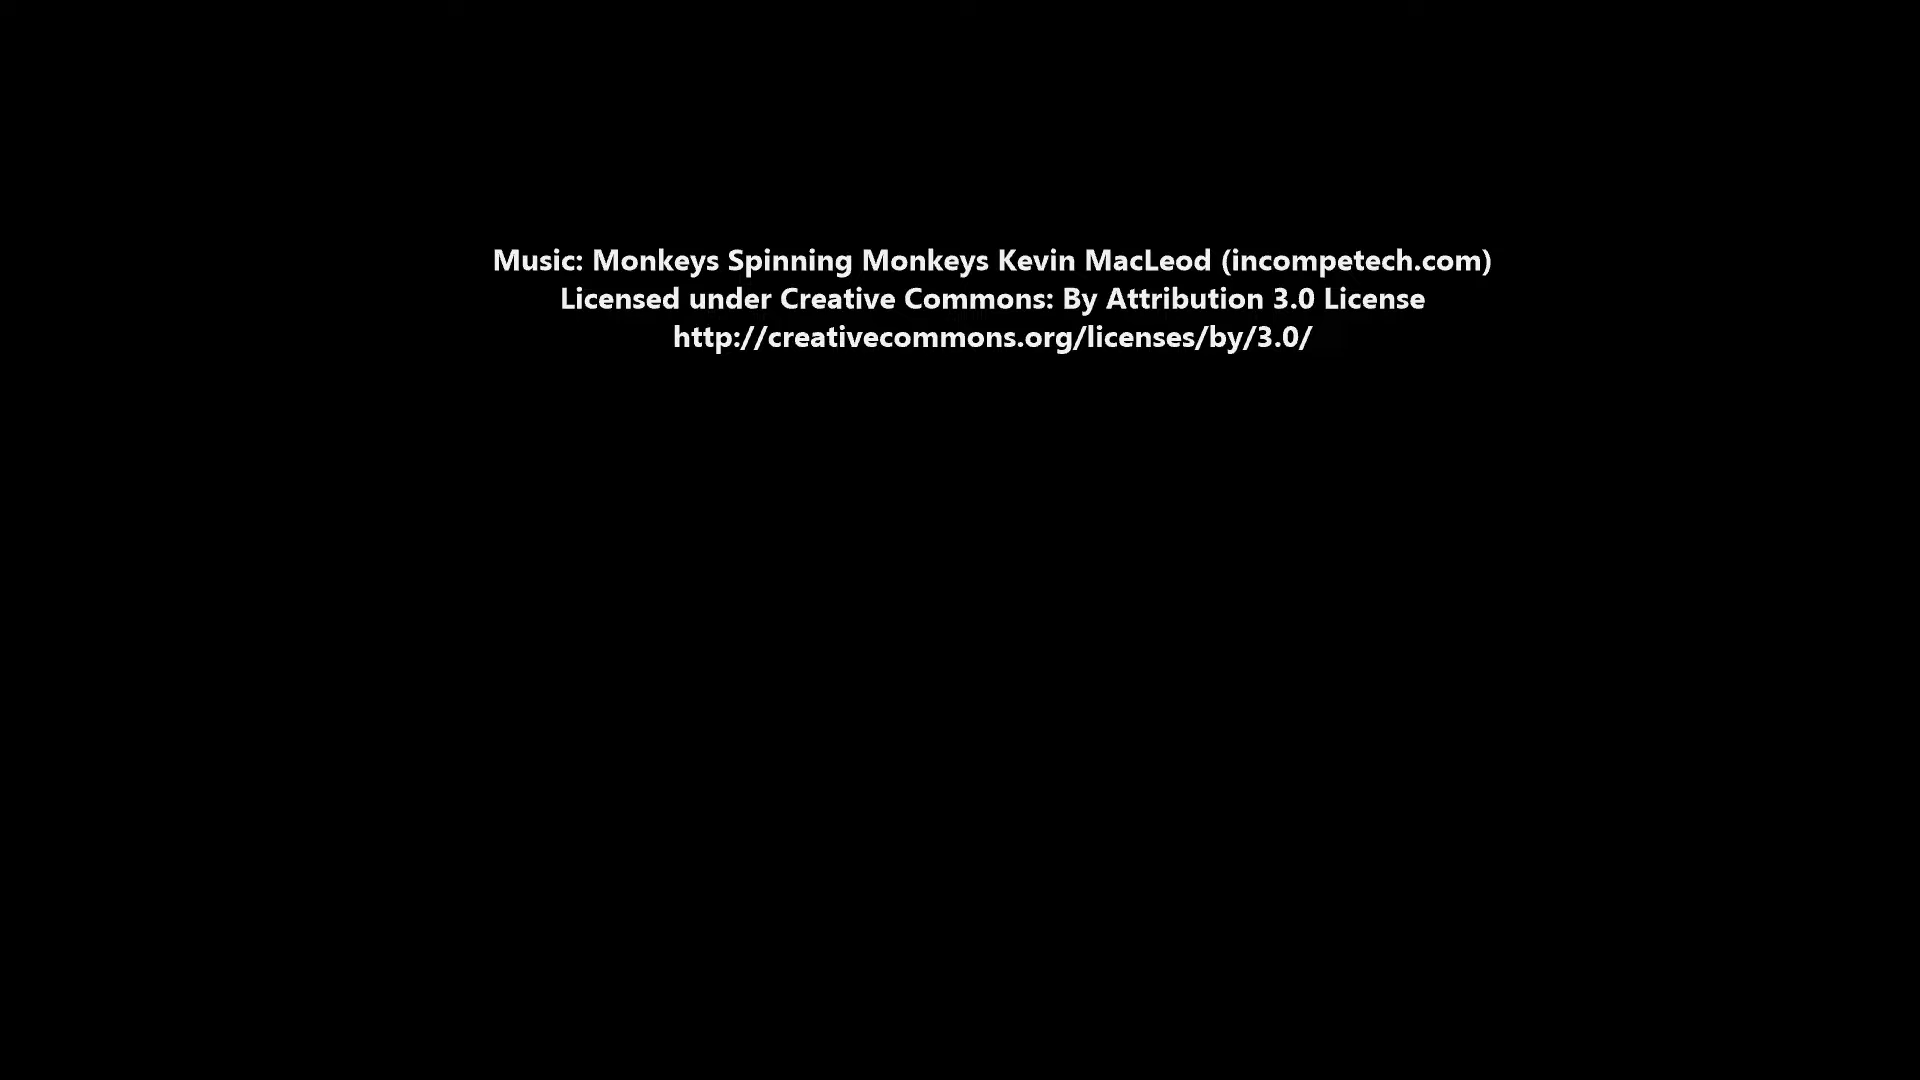 Music: Monkeys Spinning Monkeys Kevin MacLeod (incompetech.com)
Licensed under Creative Commons: By Attribution 3.0 License
http://creativecommons.org/licenses/by/3.0/